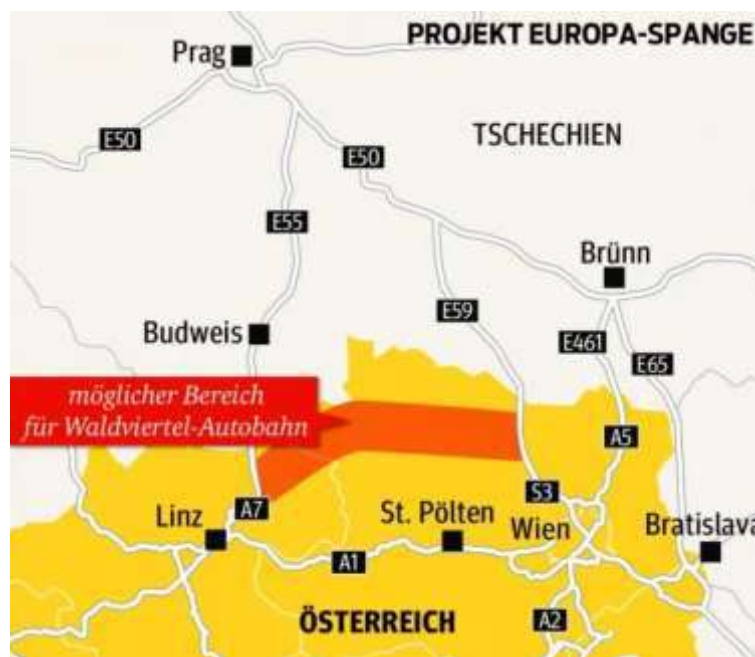 PROJEKT EUROPA-SPANGE
Prag
TSCHECHIEN
E50
E50
E55
Brünn
E59
Budweis
E461
E65
möglicher Bereich
für Waldviertel-Autobahn
A5
S3
A7
St. Pölten
Linz
Wien
Bratislava
A1
ÖSTERREICH
A2